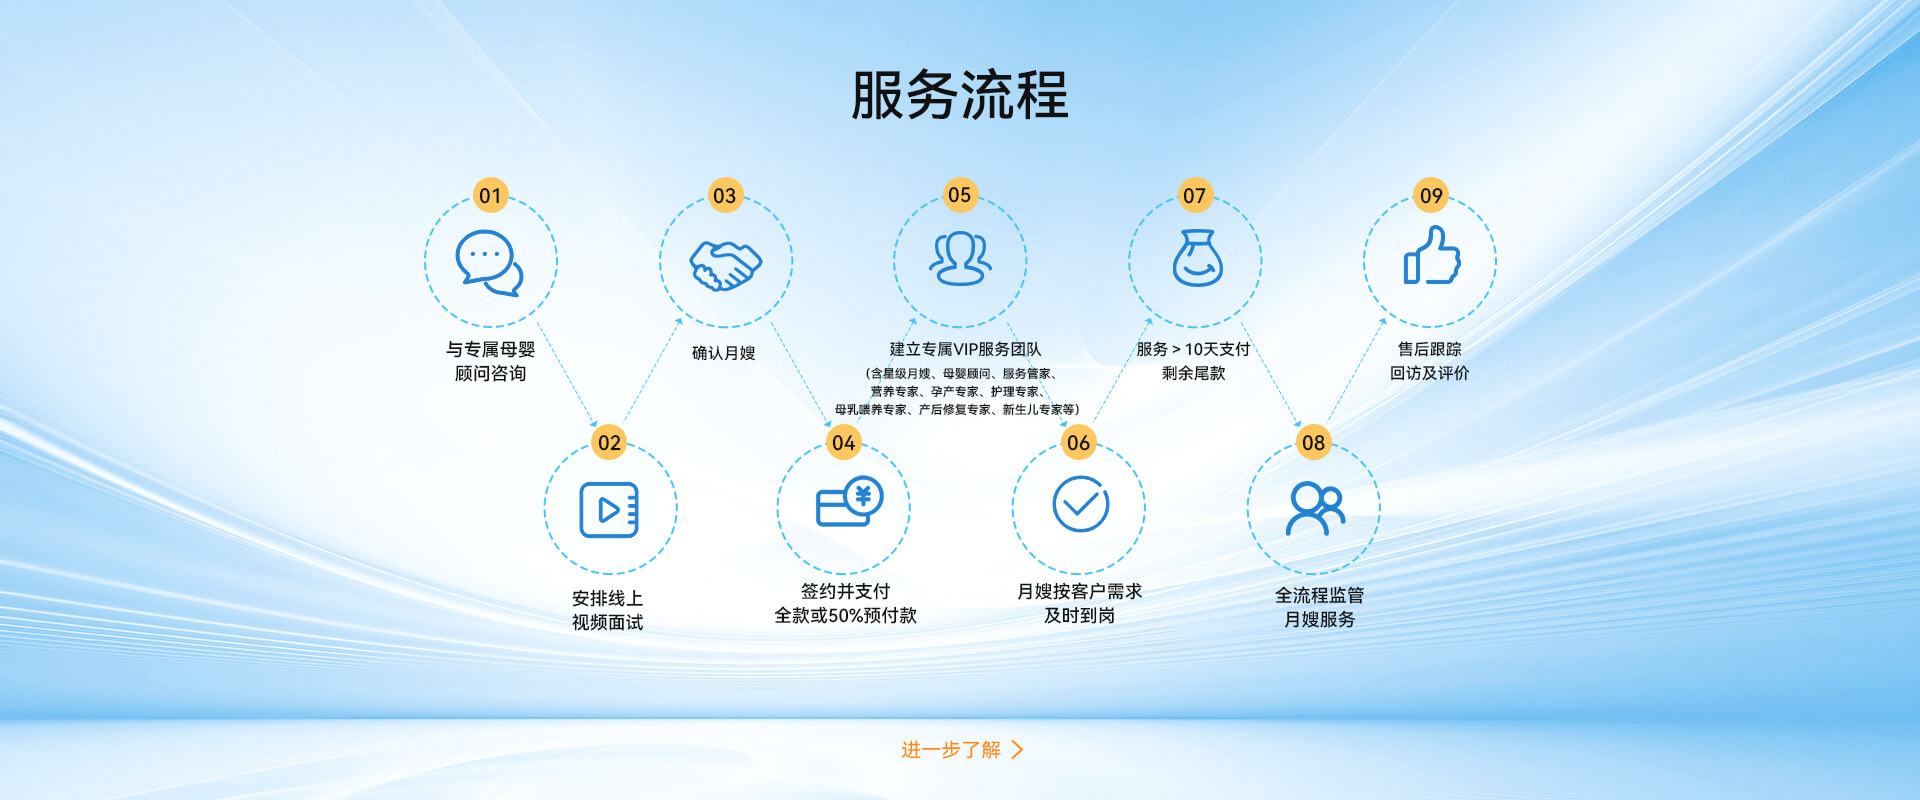 服务流程
01
与专属母婴
顾问咨询
02
安排线上
视频面试
03
确认月嫂
04
签约并支付
全款或50%预付款
05
建立专属VIP服务团队
(含星级月嫂、母婴顾问、服务管家、
营养专家、孕产专家、护理专家、
母乳喂养专家、产后修复专家、新生儿专家等)
06
月嫂按客户需求
及时到岗
07
服务 > 10天支付
剩余尾款
08
全流程监管
月嫂服务
09
售后跟踪
回访及评价
进一步了解